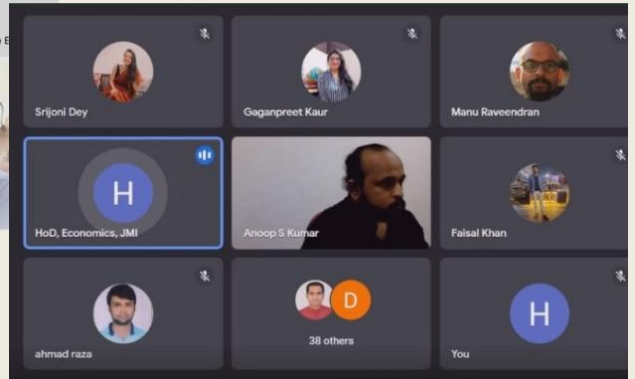 Srijoni Dey
Gaganpreet Kaur
Manu Raveendran
H
HoD, Economics, JMI
Anoop S Kumar
Faisal Khan
ahmad raza
D
38 others
H
You